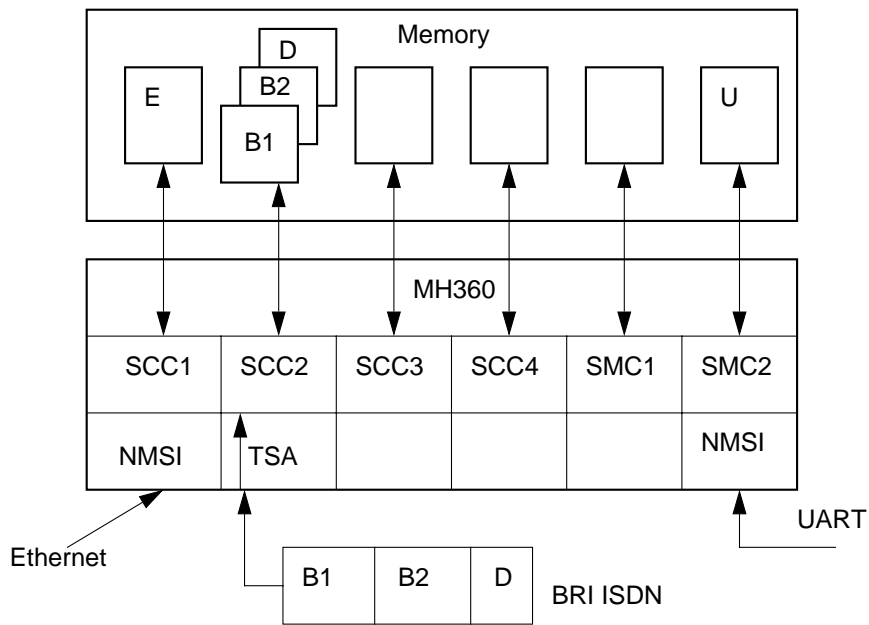 Memory
E
D
B2
B1
U
MH360
SCC1 SCC2 SCC3 SCC4 SMC1 SMC2
NMSI TSA NMSI
UART
Ethernet
B1 B2 D
BRI ISDN